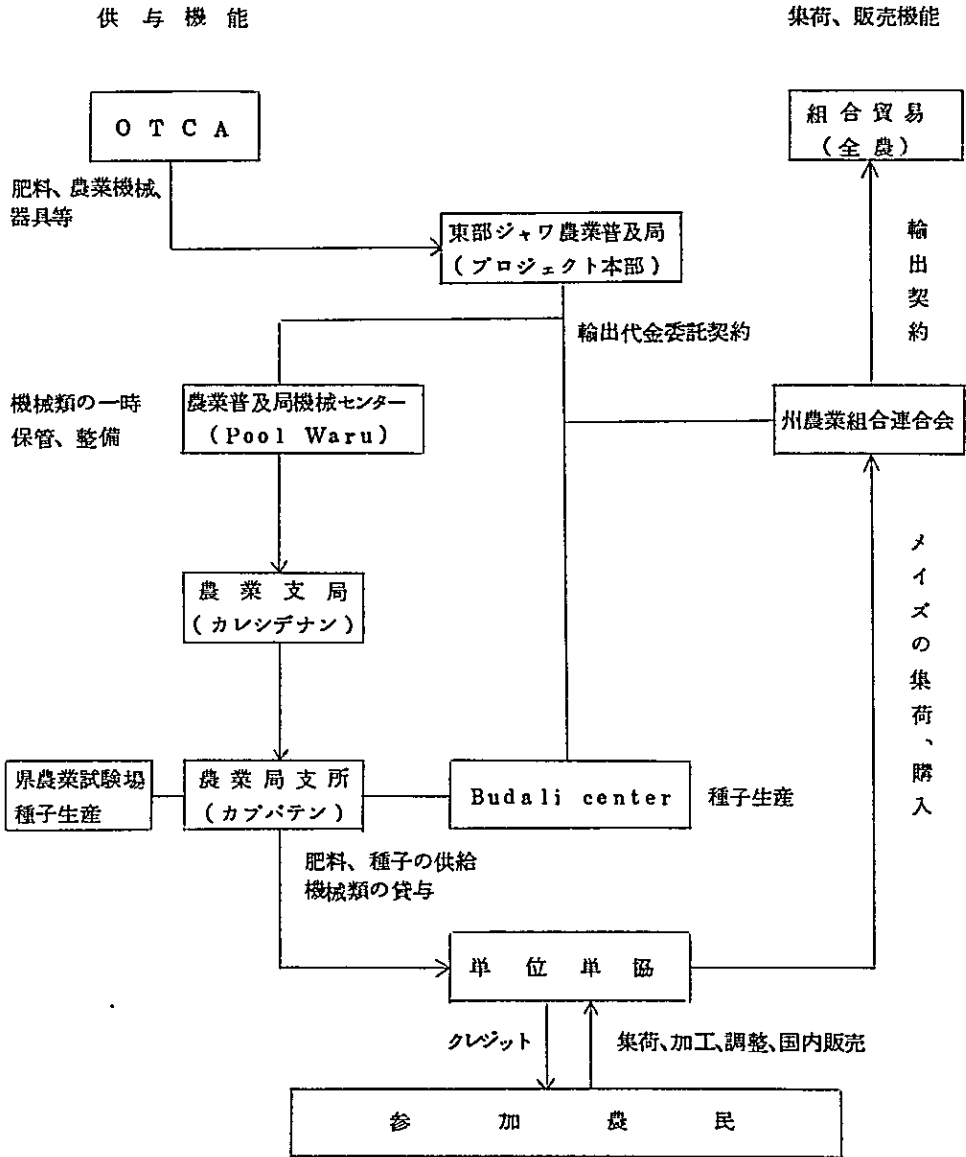 供与機能
集荷、販売機能
OTCA
組合貿易
(全農)
肥料、農業機械、
器具等
東部ジャワ農業普及局
(プロジェクト本部)
輸出契約
輸出代金委託契約
機械類の一時
保管、整備
農業普及局機械センター
(Pool Waru)
州農業組合連合会
農業支局
(カレシデナン)
メイズの集荷、購入
県農業試験場
種子生産
農業局支所
(カブパテン)
Budali center
種子生産
肥料、種子の供給
機械類の貸与
単位単協
クレジット
集荷、加工、調整、国内販売
参加農民